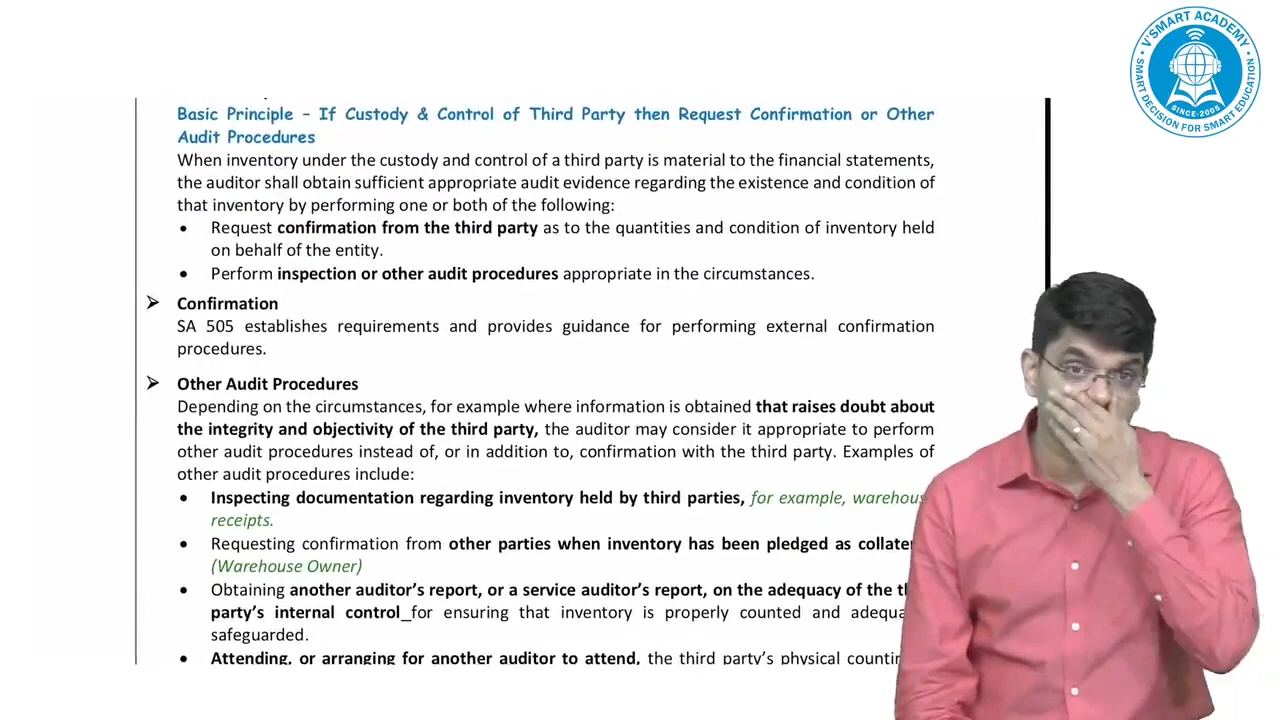 V'SMART ACADEMY
SMART DECISION FOR SMART EDUCATION
SINCE-2005
Basic Principle – If Custody & Control of Third Party then Request Confirmation or Other
Audit Procedures
When inventory under the custody and control of a third party is material to the financial statements,
the auditor shall obtain sufficient appropriate audit evidence regarding the existence and condition of
that inventory by performing one or both of the following:
• Request confirmation from the third party as to the quantities and condition of inventory held
on behalf of the entity.
• Perform inspection or other audit procedures appropriate in the circumstances.
➢ Confirmation
SA 505 establishes requirements and provides guidance for performing external confirmation
procedures.
➢ Other Audit Procedures
Depending on the circumstances, for example where information is obtained that raises doubt about
the integrity and objectivity of the third party, the auditor may consider it appropriate to perform
other audit procedures instead of, or in addition to, confirmation with the third party. Examples of
other audit procedures include:
• Inspecting documentation regarding inventory held by third parties, for example, warehous
receipts.
• Requesting confirmation from other parties when inventory has been pledged as collate
(Warehouse Owner)
• Obtaining another auditor's report, or a service auditor's report, on the adequacy of the t
party's internal control_for ensuring that inventory is properly counted and adequa
safeguarded.
• Attending, or arranging for another auditor to attend, the third party's physical counti